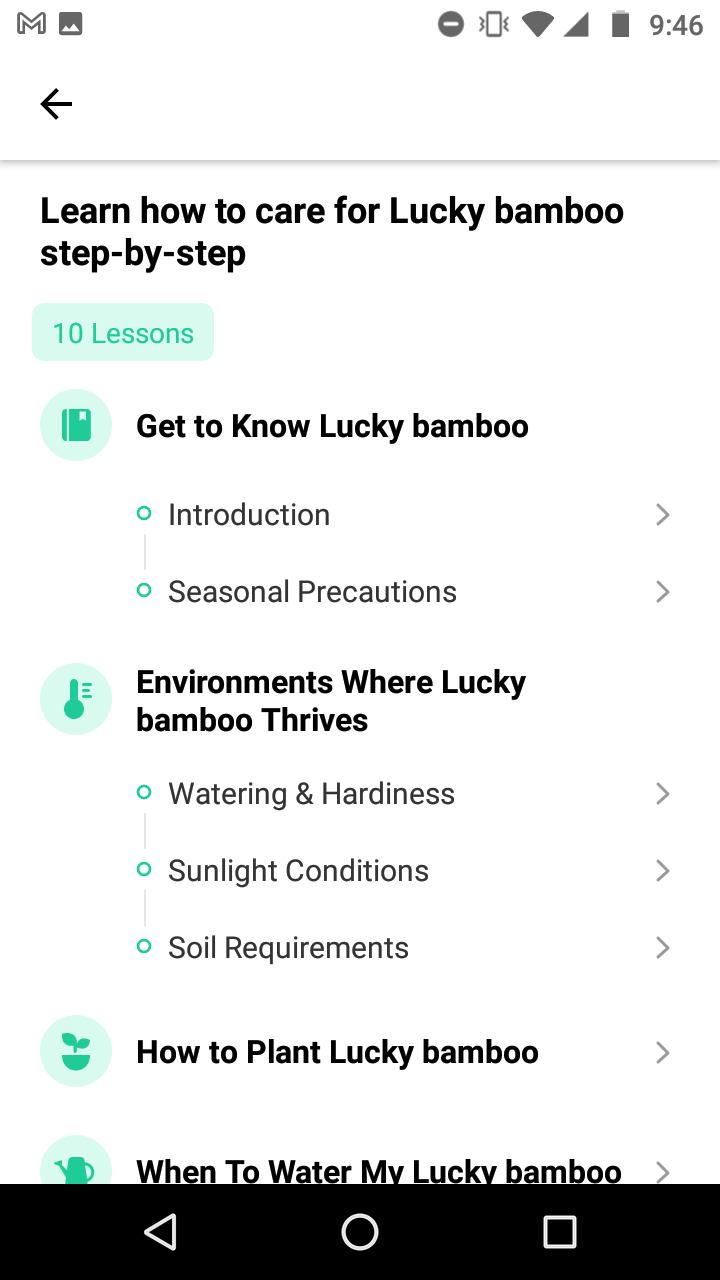 9:46
Learn how to care for Lucky bamboo
step-by-step
10 Lessons
Get to Know Lucky bamboo
Introduction
Seasonal Precautions
Environments Where Lucky
bamboo Thrives
Watering & Hardiness
Sunlight Conditions
Soil Requirements
How to Plant Lucky bamboo
When To Water My Lucky bamboo